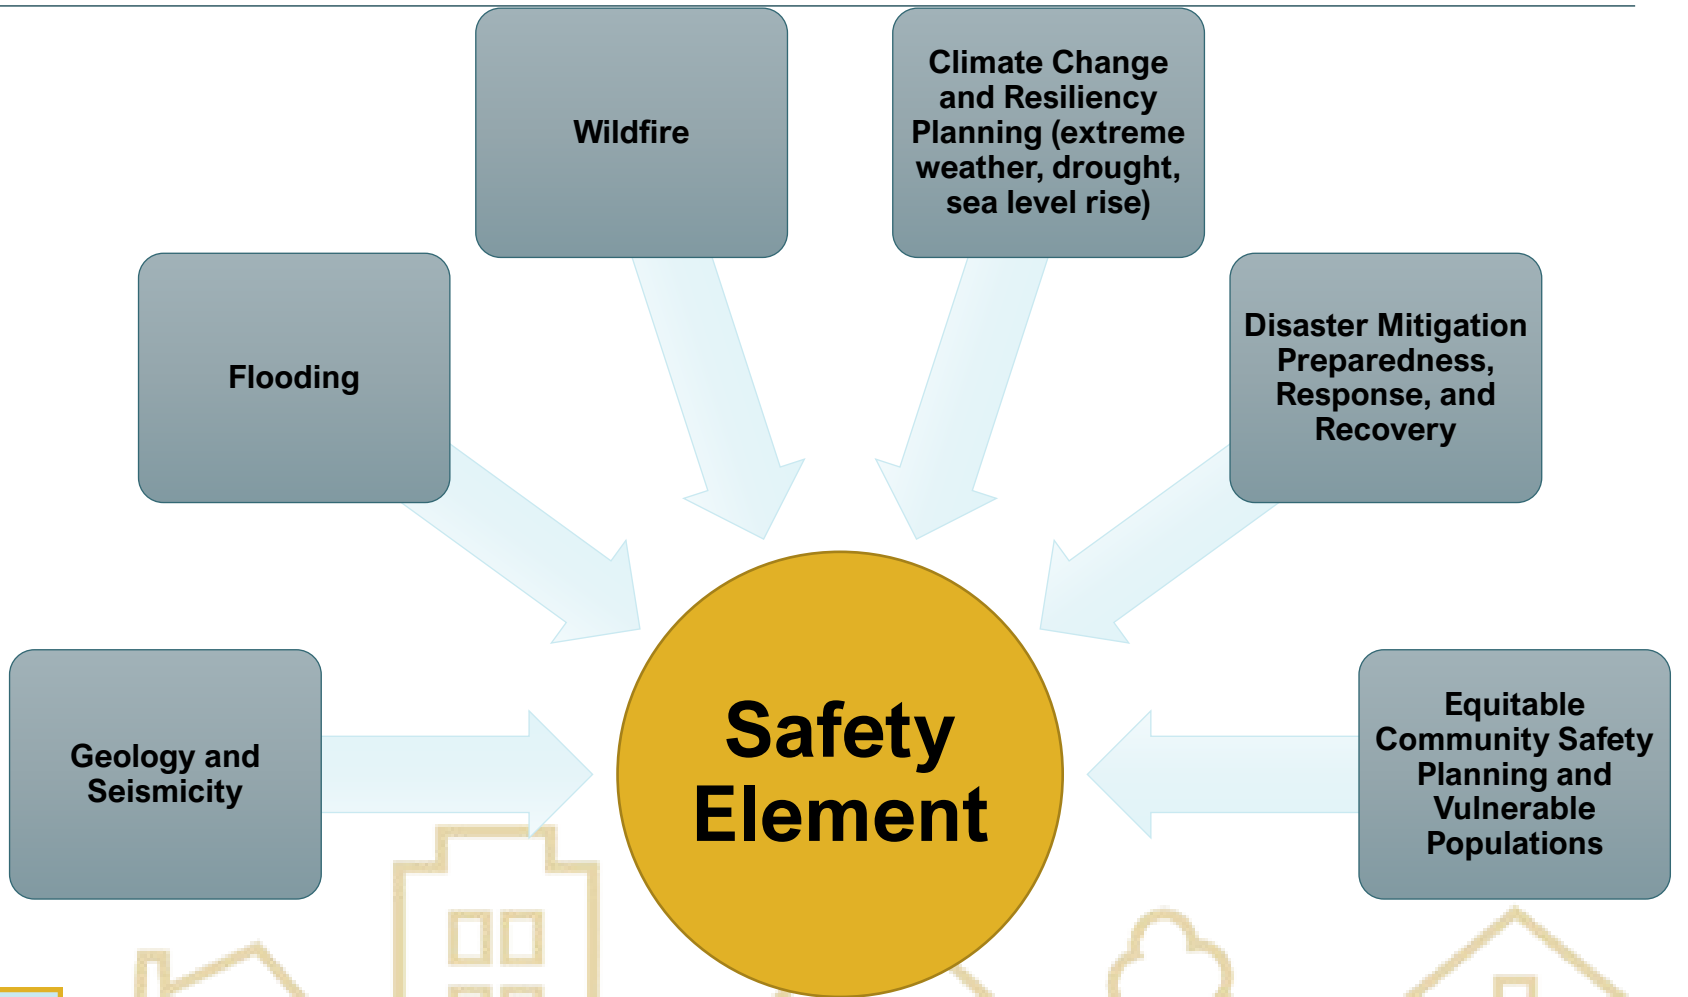 Wildfire
Climate Change
and Resiliency
Planning (extreme
weather, drought,
sea level rise)
Flooding
Disaster Mitigation
Preparedness,
Response, and
Recovery
Geology and
Seismicity
Safety
Element
Equitable
Community Safety
Planning and
Vulnerable
Populations